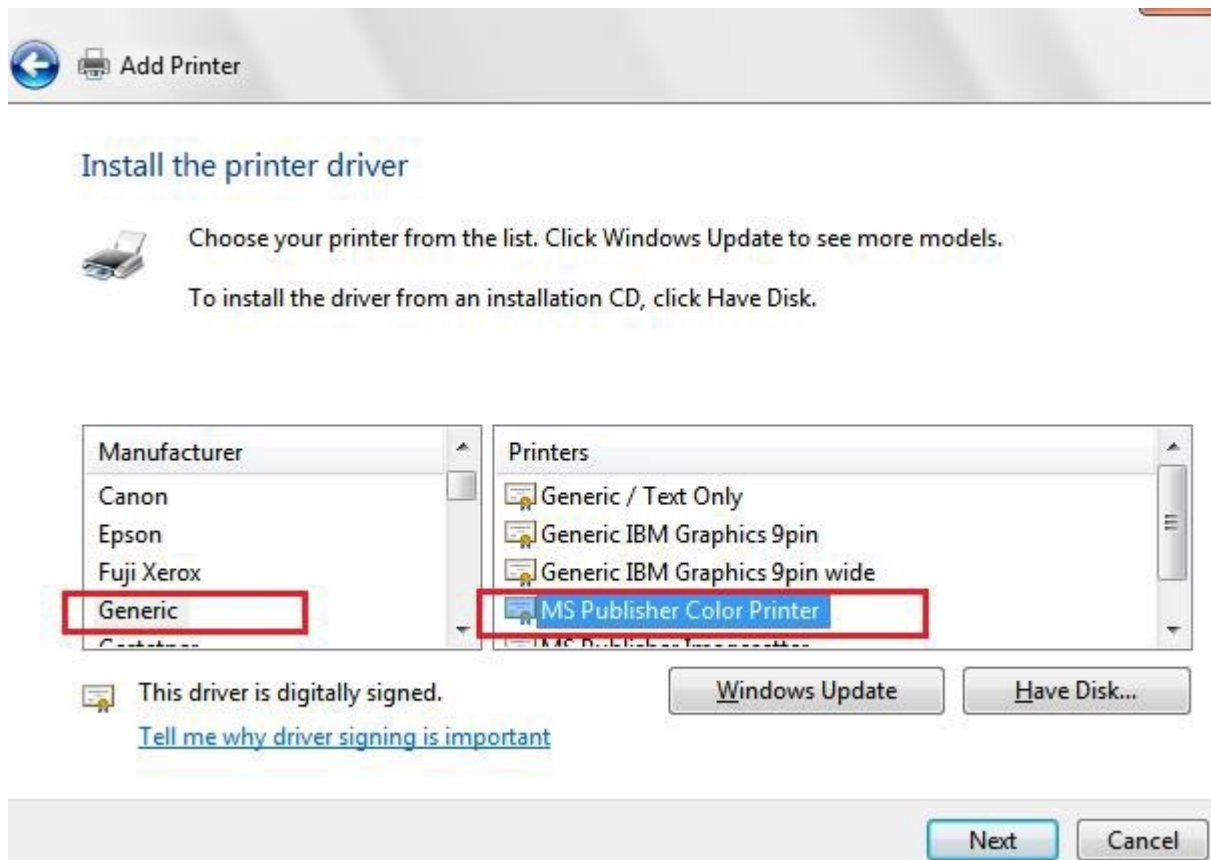 Add Printer
Install the printer driver
Choose your printer from the list. Click Windows Update to see more models.
To install the driver from an installation CD, click Have Disk.
Manufacturer
Canon
Epson
Fuji Xerox
Generic
Printers
Generic / Text Only
Generic IBM Graphics 9pin
Generic IBM Graphics 9pin wide
MS Publisher Color Printer
This driver is digitally signed.
Tell me why driver signing is important
Windows Update
Have Disk...
Next
Cancel